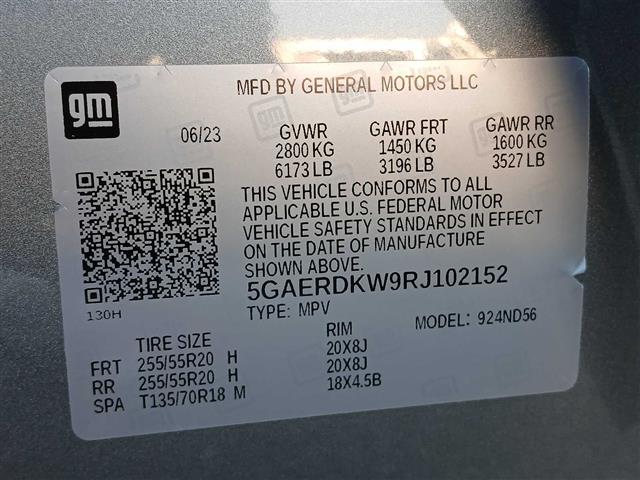 gm
MFD BY GENERAL MOTORS LLC
06/23 GVWR GAWR FRT GAWR RR
2800 KG 1450 KG 1600 KG
6173 LB 3196 LB 3527 LB
THIS VEHICLE CONFORMS TO ALL
APPLICABLE U.S. FEDERAL MOTOR
VEHICLE SAFETY STANDARDS IN EFFECT
ON THE DATE OF MANUFACTURE
SHOWN ABOVE.
5GAERDKW9RJ102152
130H
TYPE: MPV MODEL: 924ND56
TIRE SIZE RIM
FRT 255/55R20 H 20X8J
RR 255/55R20 H 20X8J
SPA T135/70R18 M 18X4.5B